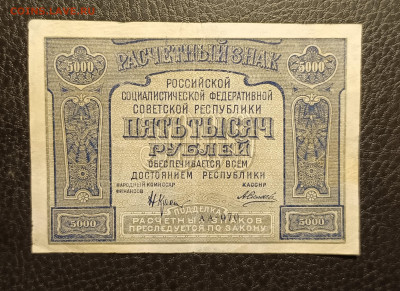 РАСЧЕТНЫЙ ЗНАК
5000
5000
РОССИЙСКОЙ
СОЦИАЛИСТИЧЕСКОЙ ФЕДЕРАТИВНОЙ
СОВЕТСКОЙ РЕСПУБЛИКИ
ПЯТЬ ТЫСЯЧ
РУБЛЕЙ
ОБЕСПЕЧИВАЕТСЯ ВСЕМ
ДОСТОЯНИЕМ РЕСПУБЛИКИ
НАРОДНЫЙ КОМИССАР
ФИНАНСОВ
КАССИР
ПОДДЕЛКА
РАСЧЕТНЫХ ЗНАКОВ
ПРЕСЛЕДУЕТСЯ ПО ЗАКОНУ
5000
5000